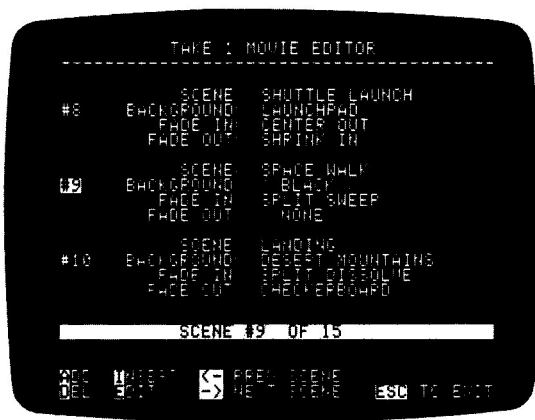 TAKE 1 MOVIE EDITOR
SCENE: SHUTTLE LAUNCH
#8 BACKGROUND: LAUNCHPAD
FADE IN: CENTER OUT
FADE OUT: SHRINK IN
SCENE: SPACE WALK
#9 BACKGROUND: BLACK
FADE IN: SPLIT SWEEP
FADE OUT: NONE
SCENE: LANDING
#10 BACKGROUND: DESERT MOUNTAINS
FADE IN: SPLIT DISSOLVE
FADE OUT: CHECKERBOARD
SCENE #9 OF 15
ADD INSERT <- PREV SCENE
DEL EDIT -> NEXT SCENE ESC TO EXIT